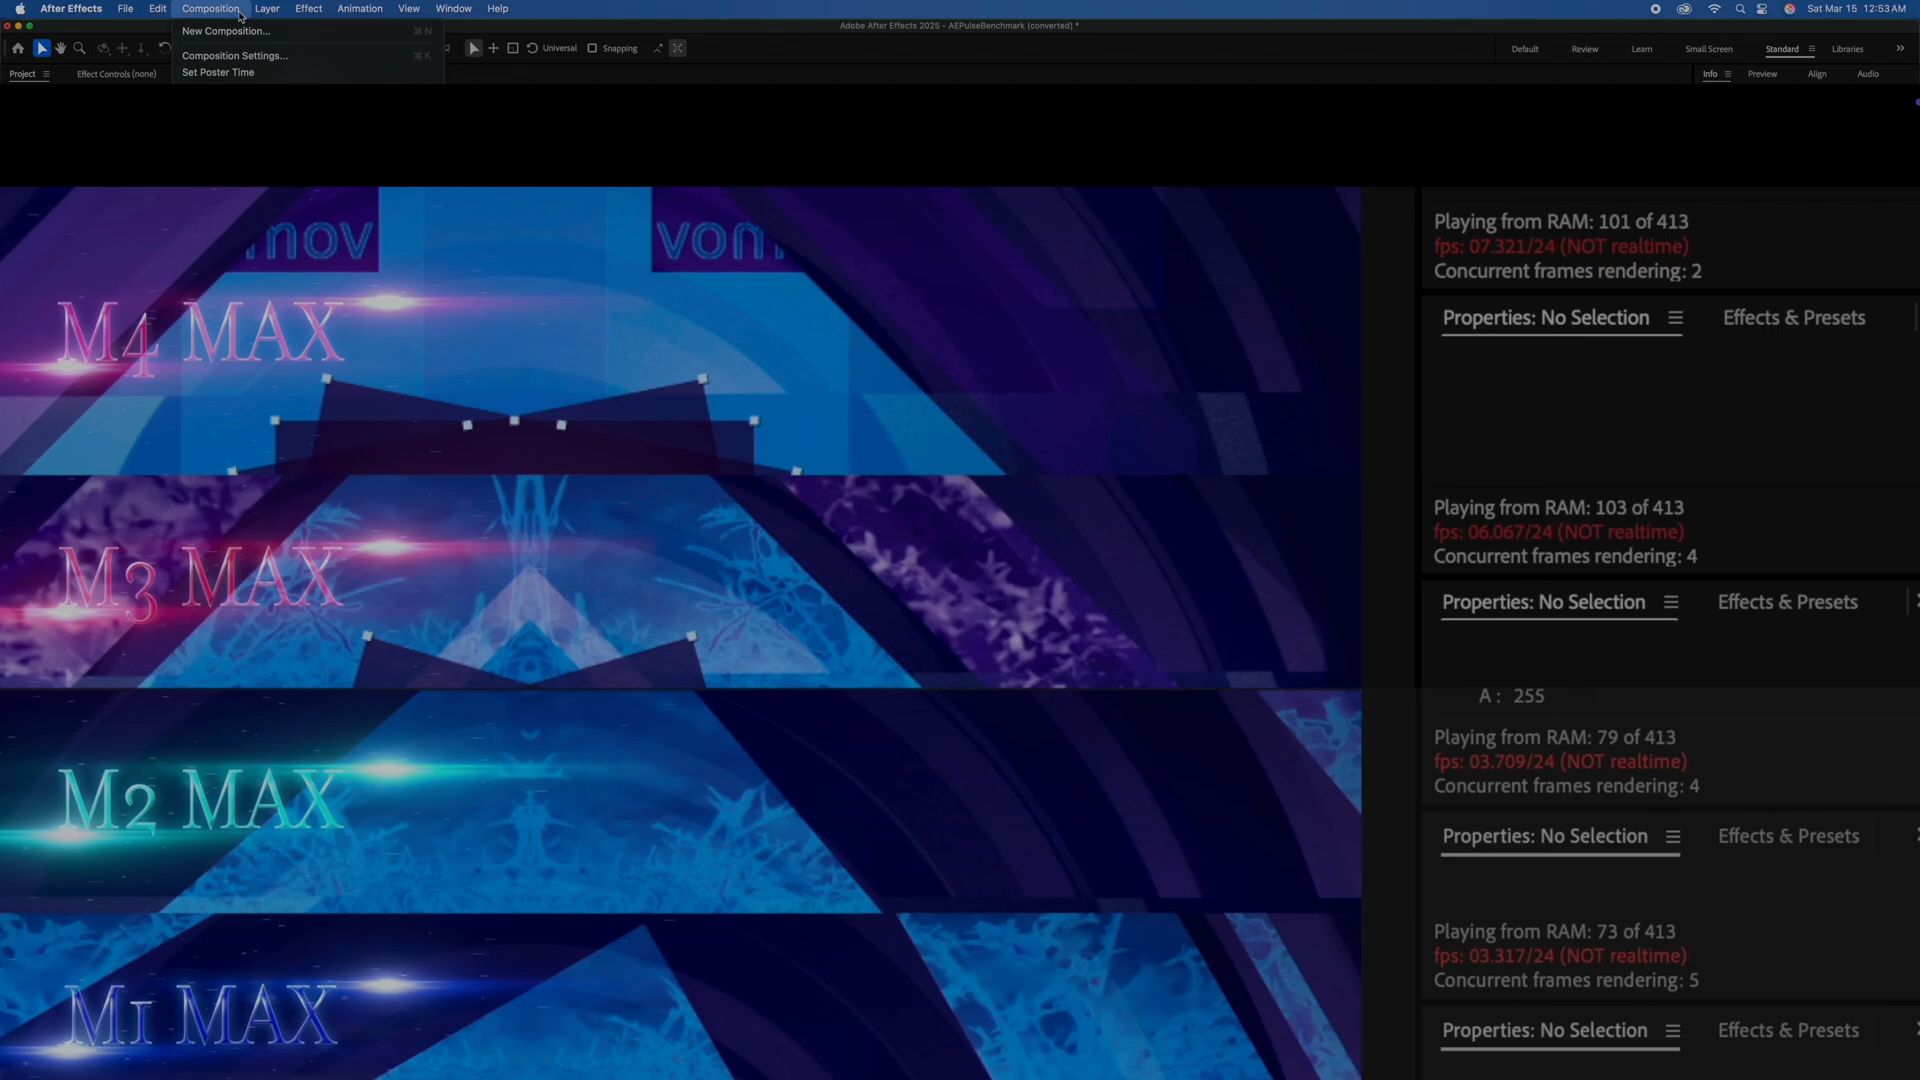 After Effects File Edit Composition Layer Effect Animation View Window Help Sat Mar 15 12:53 AM
New Composition... ⌘ N
Adobe After Effects 2025 - AEPulseBenchmark (converted) *
Composition Settings... ⌘ K
Set Poster Time
Universal Snapping
Default Review Learn Small Screen Standard Libraries
Project Effect Controls (none)
Info Preview Align Audio
mov
vom
M4 MAX
Playing from RAM: 101 of 413
fps: 07.321/24 (NOT realtime)
Concurrent frames rendering: 2
Properties: No Selection Effects & Presets
M3 MAX
Playing from RAM: 103 of 413
fps: 06.067/24 (NOT realtime)
Concurrent frames rendering: 4
Properties: No Selection Effects & Presets
A: 255
M2 MAX
Playing from RAM: 79 of 413
fps: 03.709/24 (NOT realtime)
Concurrent frames rendering: 4
Properties: No Selection Effects & Presets
M1 MAX
Playing from RAM: 73 of 413
fps: 03.317/24 (NOT realtime)
Concurrent frames rendering: 5
Properties: No Selection Effects & Presets